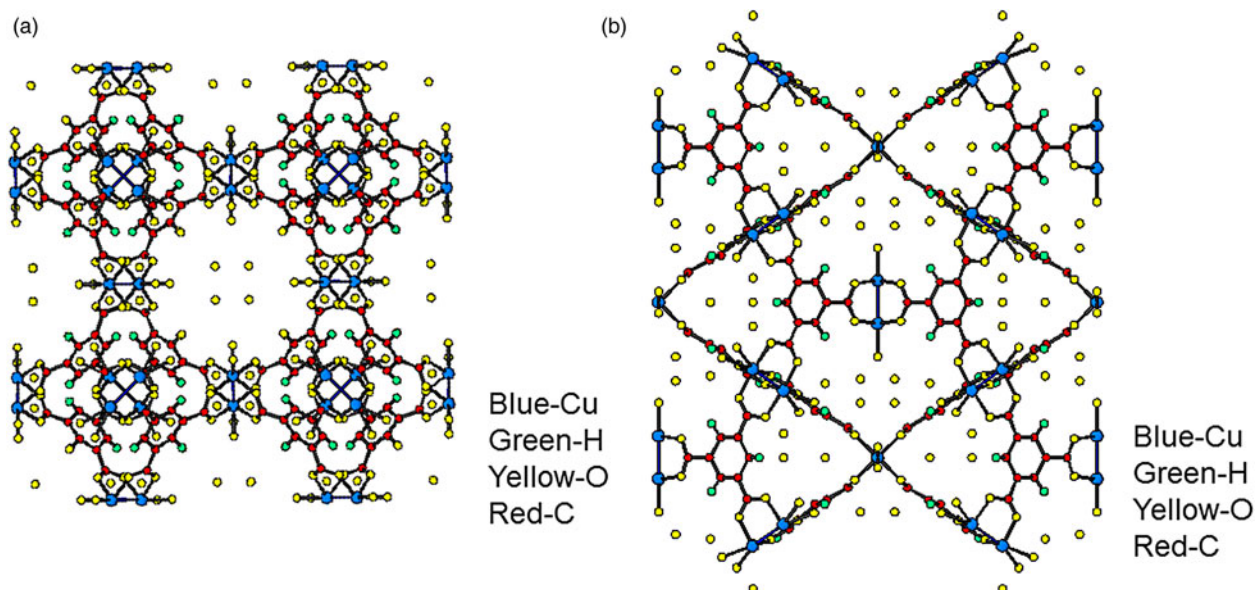 (a)
Blue-Cu
Green-H
Yellow-O
Red-C
(b)
Blue-Cu
Green-H
Yellow-O
Red-C